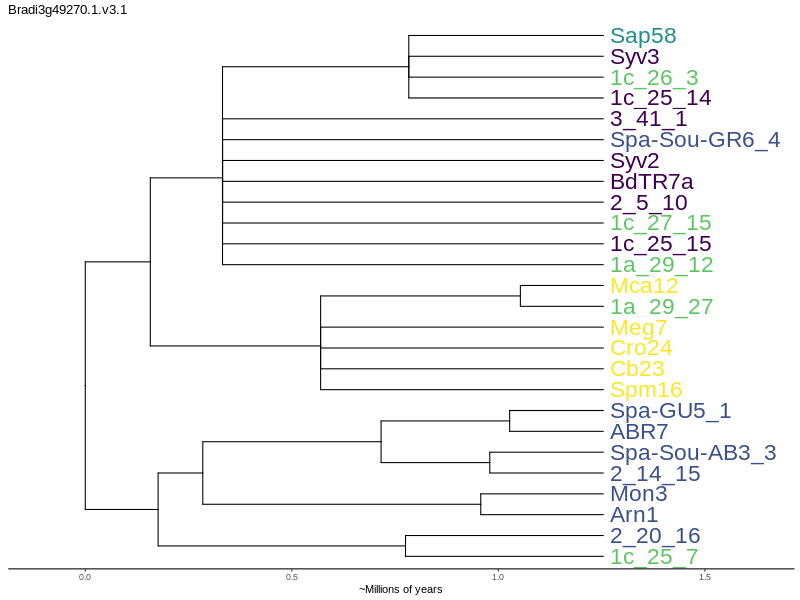 Bradi3g49270.1.v3.1
Sap58
Syv3
1c_26_3
1c_25_14
3_41_1
Spa-Sou-GR6_4
Syv2
BdTR7a
2_5_10
1c_27_15
1c_25_15
1a_29_12
Mca12
1a_29_27
Meg7
Cro24
Cb23
Spm16
Spa-GU5_1
ABR7
Spa-Sou-AB3_3
2_14_15
Mon3
Arn1
2_20_16
1c_25_7
0.0 0.5 1.0 1.5
~Millions of years